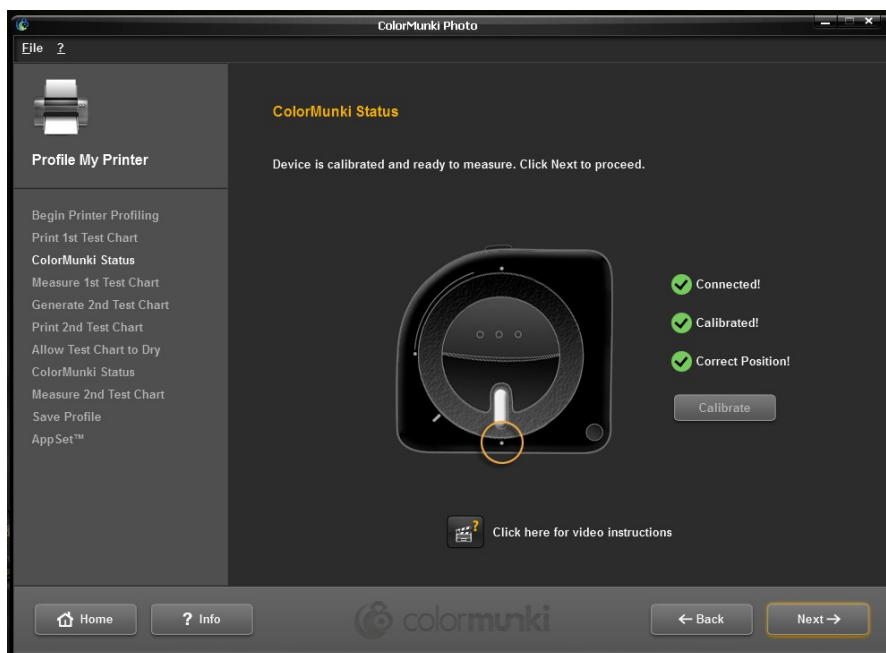 ColorMunki Photo
File ?
Profile My Printer
Begin Printer Profiling
Print 1st Test Chart
ColorMunki Status
Measure 1st Test Chart
Generate 2nd Test Chart
Print 2nd Test Chart
Allow Test Chart to Dry
ColorMunki Status
Measure 2nd Test Chart
Save Profile
AppSet™
ColorMunki Status
Device is calibrated and ready to measure. Click Next to proceed.
Connected!
Calibrated!
Correct Position!
Calibrate
? Click here for video instructions
Home
? Info
colormunki
← Back
Next →